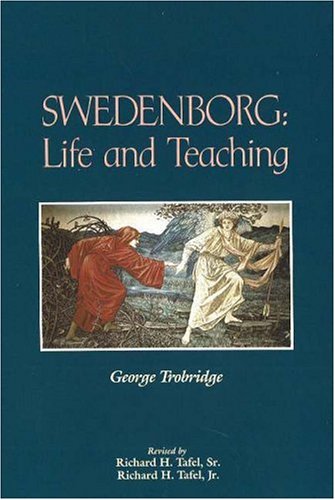 SWEDENBORG:
Life and Teaching
George Trobridge
Revised by
Richard H. Tafel, Sr.
Richard H. Tafel, Jr.